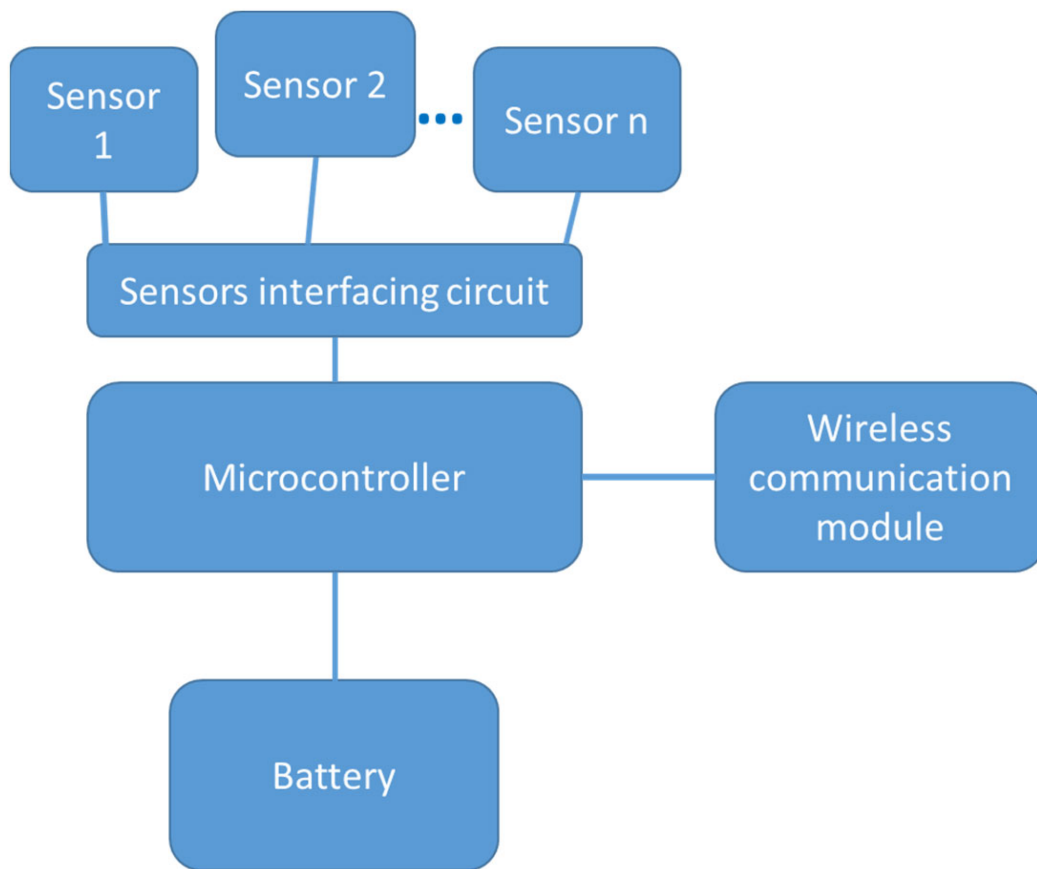 Sensor
1
Sensor 2
...
Sensor n
Sensors interfacing circuit
Microcontroller
Wireless
communication
module
Battery